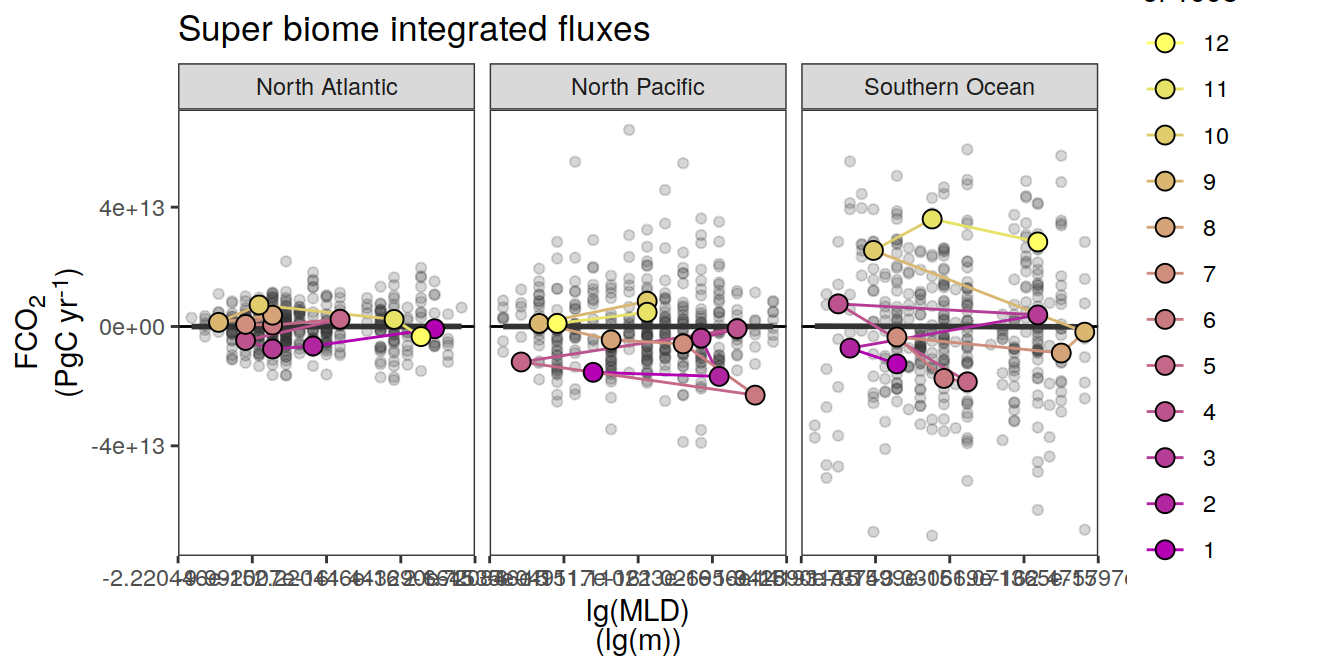 Super biome integrated fluxes
North Atlantic
North Pacific
Southern Ocean
4e+13
0e+00
-4e+13
FCO₂
(PgC yr⁻¹)
lg(MLD)
(lg(m))
12
11
10
9
8
7
6
5
4
3
2
1